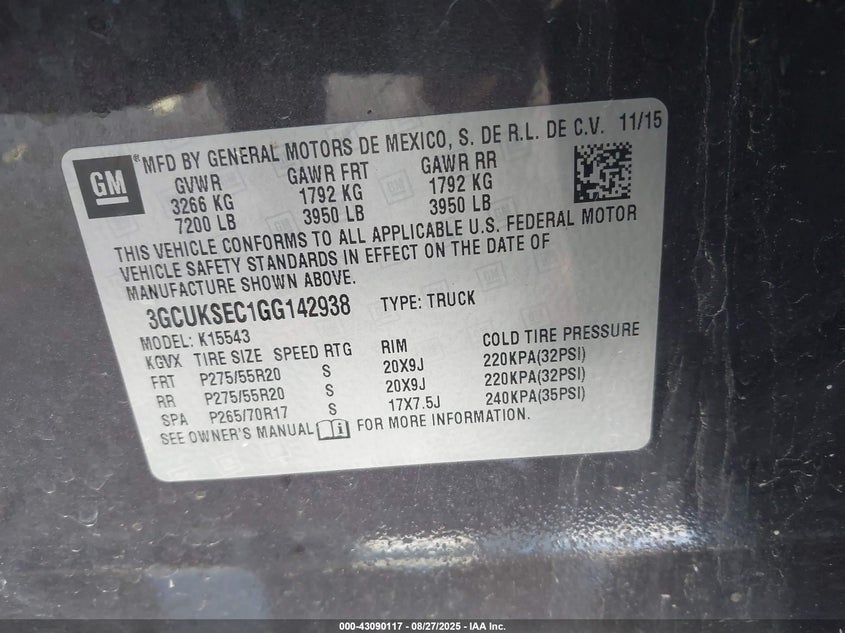 GM
® MFD BY GENERAL MOTORS DE MEXICO, S. DE R.L. DE C.V. 11/15
GVWR GAWR FRT GAWR RR
3266 KG 1792 KG 1792 KG
7200 LB 3950 LB 3950 LB
THIS VEHICLE CONFORMS TO ALL APPLICABLE U.S. FEDERAL MOTOR
VEHICLE SAFETY STANDARDS IN EFFECT ON THE DATE OF
MANUFACTURE SHOWN ABOVE.
3GCUKSEC1GG142938 TYPE: TRUCK
MODEL: K15543
KGVX TIRE SIZE SPEED RTG RIM COLD TIRE PRESSURE
FRT P275/55R20 S 20X9J 220KPA(32PSI)
RR P275/55R20 S 20X9J 220KPA(32PSI)
SPA P265/70R17 S 17X7.5J 240KPA(35PSI)
SEE OWNER'S MANUAL i FOR MORE INFORMATION.
000-43090117 - 08/27/2025 - IAA Inc.